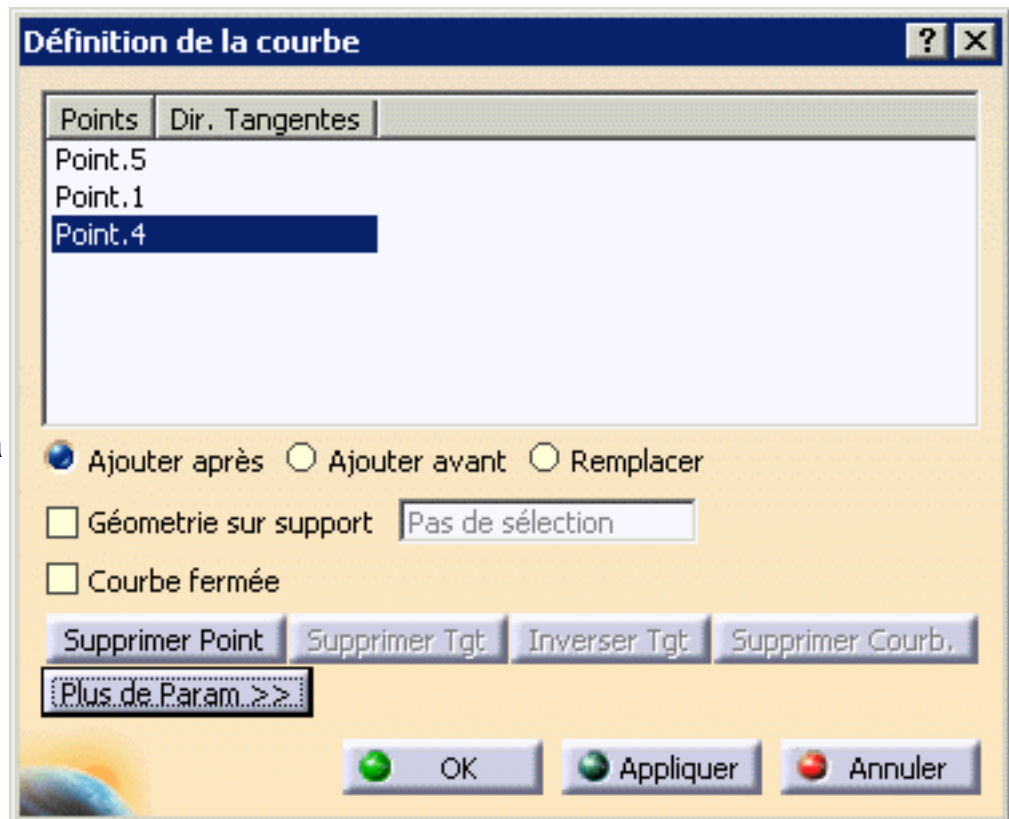 Définition de la courbe
Points Dir. Tangentes
Point.5
Point.1
Point.4
Ajouter après Ajouter avant Remplacer
Géometrie sur support Pas de sélection
Courbe fermée
Supprimer Point Supprimer Tgt Inverser Tgt Supprimer Courb.
Plus de Param >>
OK Appliquer Annuler